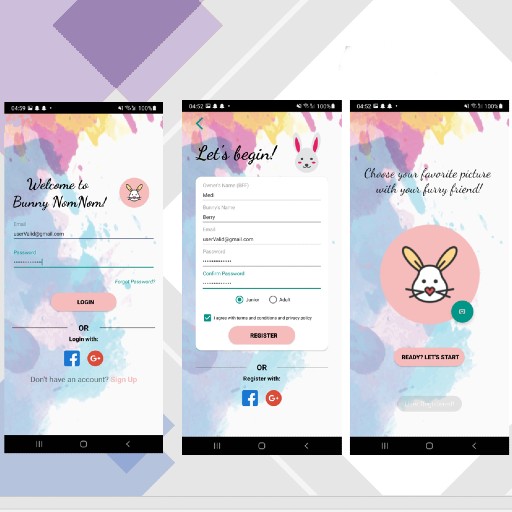 04:59
100%
Welcome to
Bunny NomNom!
Email
userValid@gmail.com
Password
Forgot Password?
LOGIN
OR
Login with:
Don't have an account? Sign Up
04:52
100%
Let's begin!
Owner's Name (BFF)
Medi
Bunny's Name
Barry
Email
userValid@gmail.com
Password
Confirm Password
Junior
Adult
I agree with terms and conditions and privacy policy
REGISTER
OR
Register with:
04:52
100%
Choose your favorite picture
with your furry friend!
READY? LET'S START